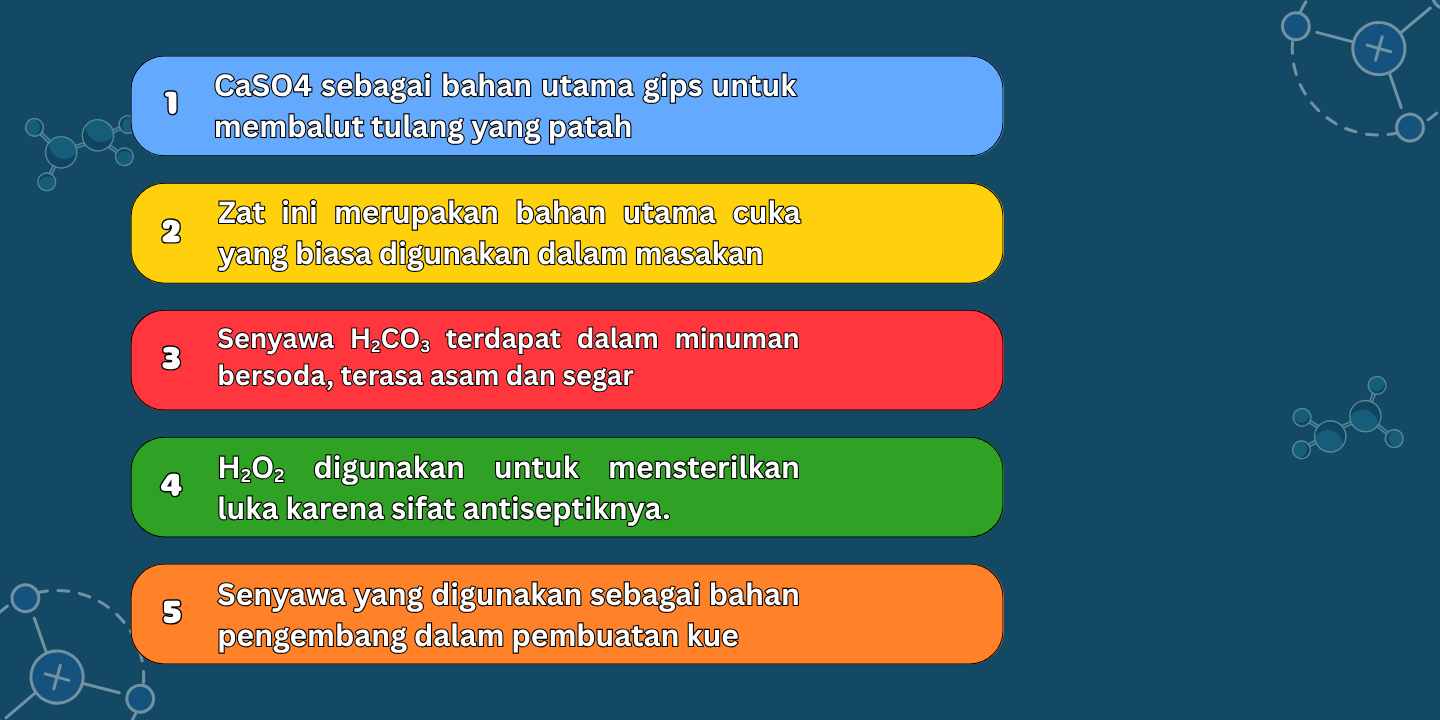 1
CaSO4 sebagai bahan utama gips untuk
membalut tulang yang patah
2
Zat ini merupakan bahan utama cuka
yang biasa digunakan dalam masakan
3
Senyawa H₂CO₃ terdapat dalam minuman
bersoda, terasa asam dan segar
4
H₂O₂ digunakan untuk mensterilkan
luka karena sifat antiseptiknya.
5
Senyawa yang digunakan sebagai bahan
pengembang dalam pembuatan kue